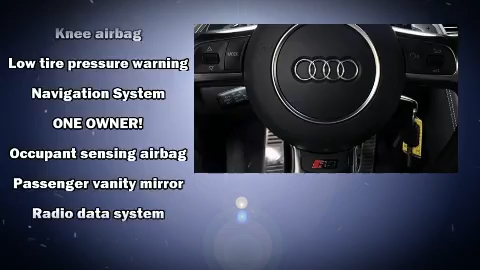 Knee airbag
Low tire pressure warning
Navigation System
ONE OWNER!
Occupant sensing airbag
Passenger vanity mirror
Radio data system